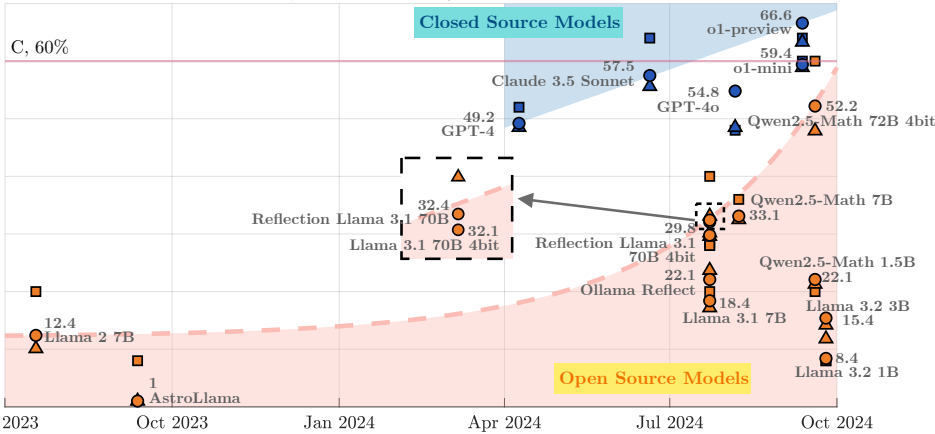 Closed Source Models
66.6
o1-preview
C, 60%
59.4
o1-mini
57.5
Claude 3.5 Sonnet
54.8
GPT-4o
52.2
Qwen2.5-Math 72B 4bit
49.2
GPT-4
32.4
Reflection Llama 3.1 70B
32.1
Llama 3.1 70B 4bit
Qwen2.5-Math 7B
33.1
29.8
Reflection Llama 3.1
70B 4bit
22.1
Ollama Reflect
18.4
Llama 3.1 7B
Qwen2.5-Math 1.5B
22.1
Llama 3.2 3B
15.4
8.4
Llama 3.2 1B
12.4
Llama 2 7B
1
AstroLlama
Open Source Models
2023
Oct 2023
Jan 2024
Apr 2024
Jul 2024
Oct 2024